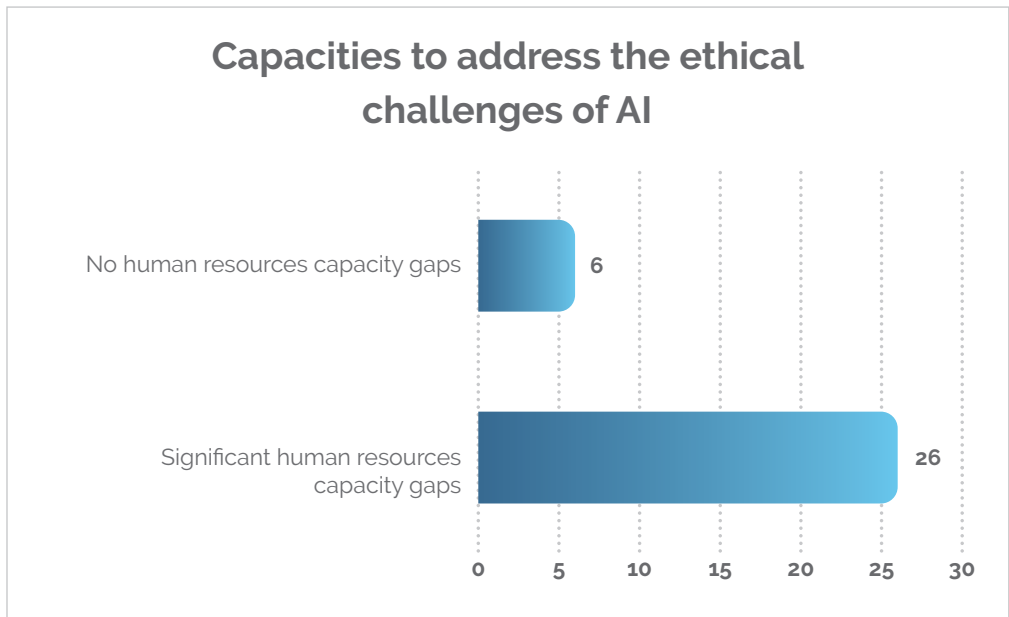 Capacities to address the ethical
challenges of AI
No human resources capacity gaps
6
Significant human resources
capacity gaps
26
0 5 10 15 20 25 30